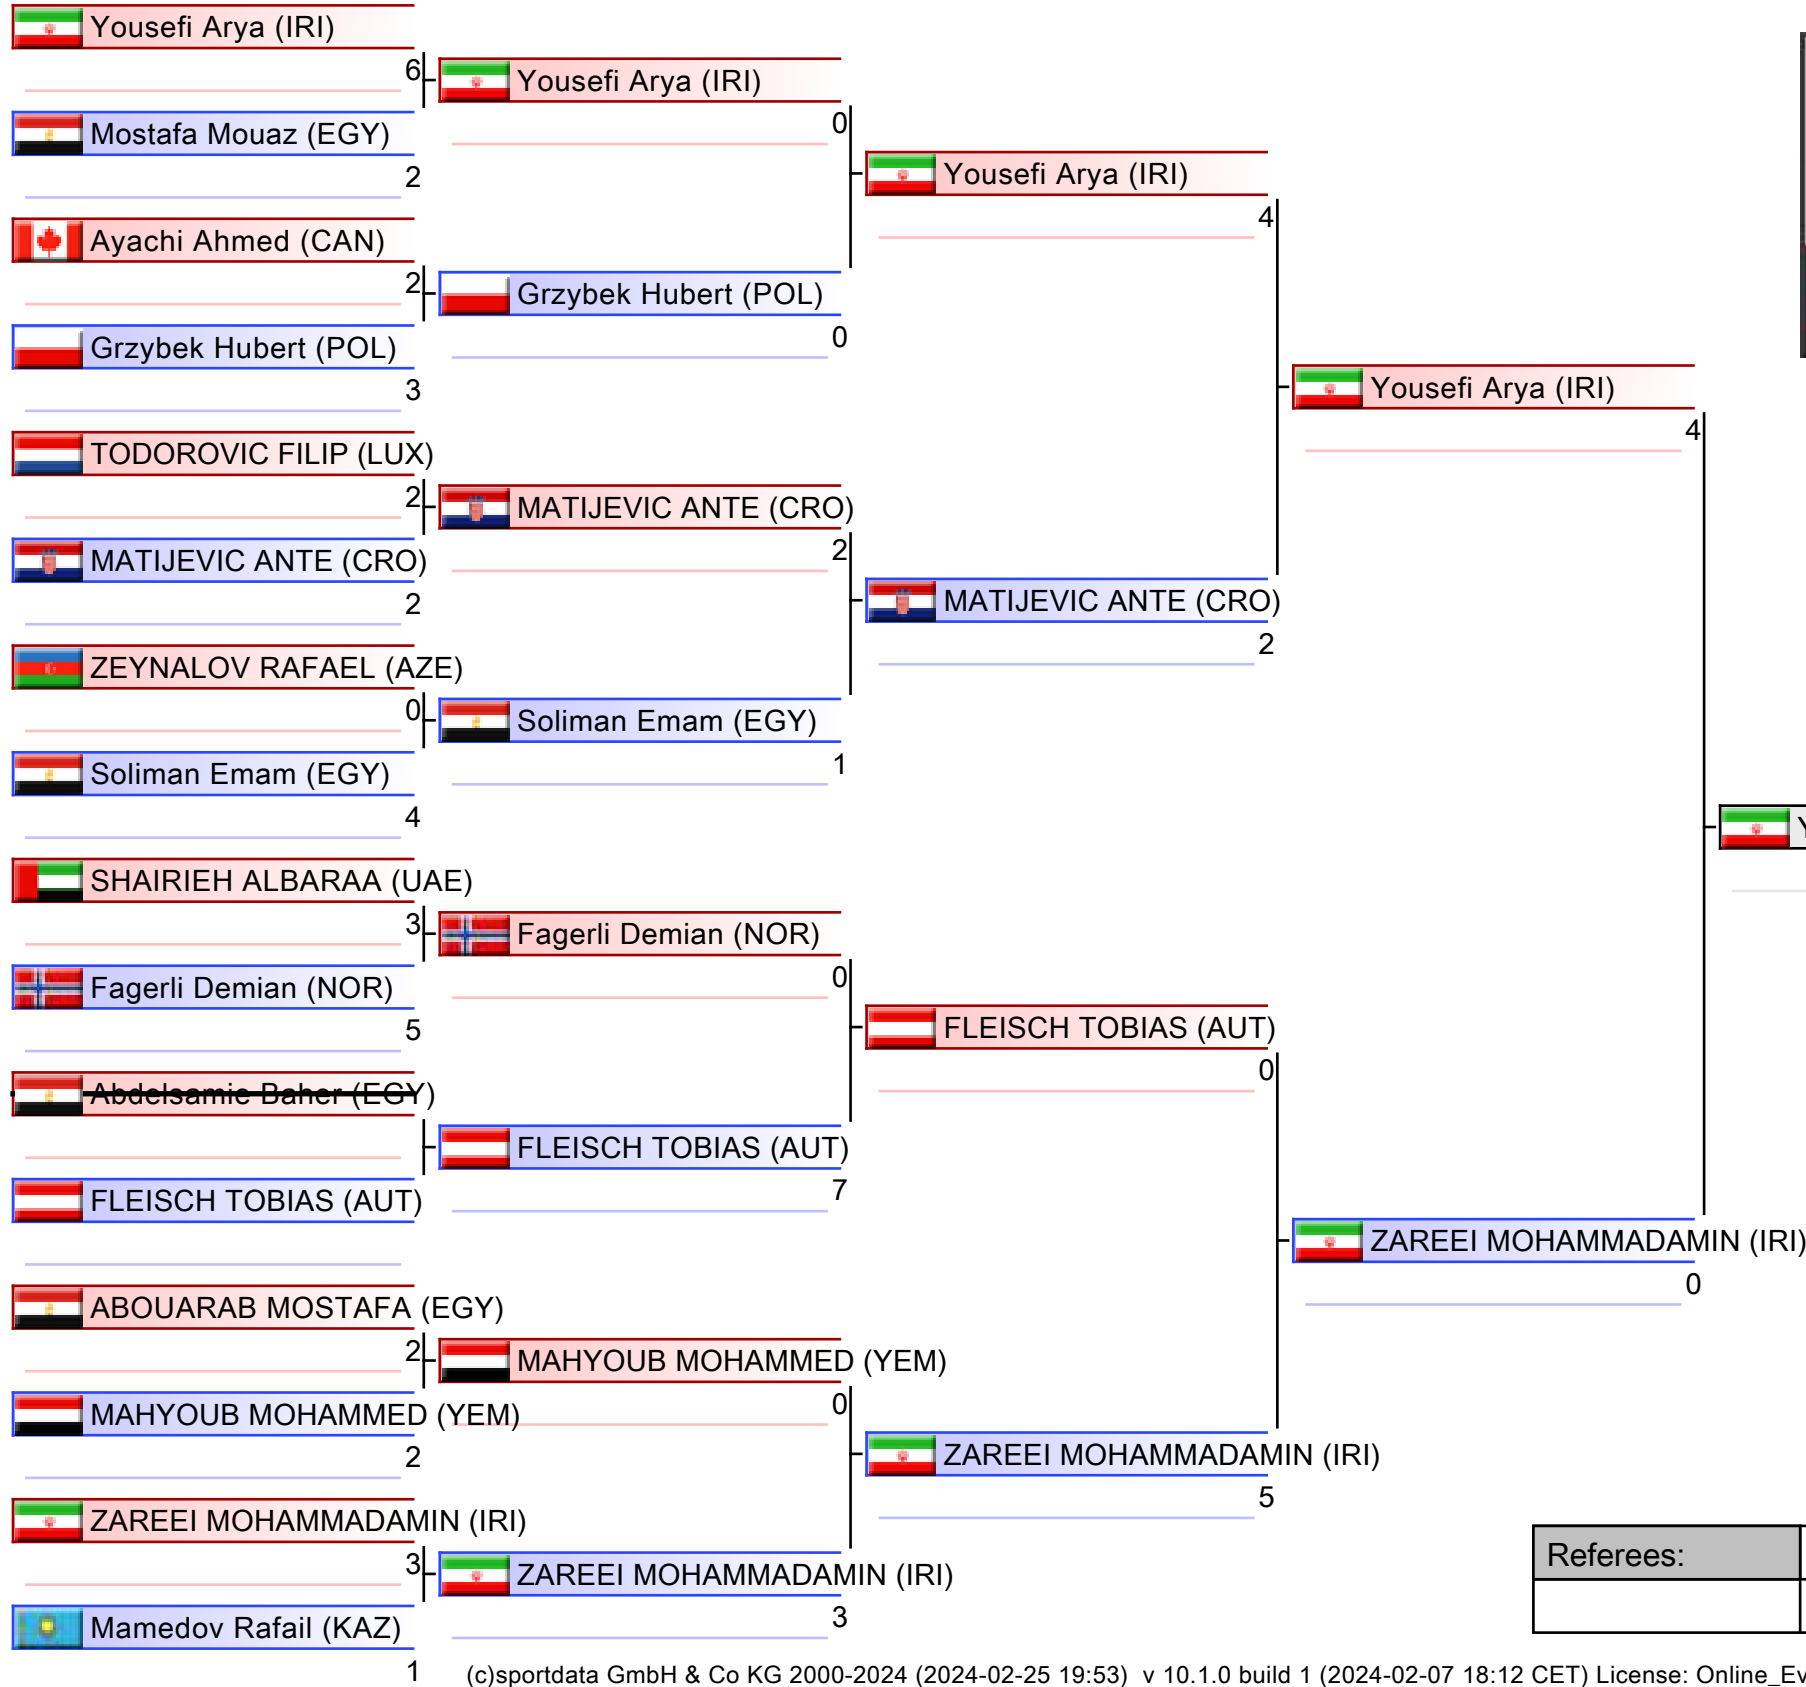 Yousefi Arya (IRI)
6
Yousefi Arya (IRI)
0
Mostafa Mouaz (EGY)
2
Yousefi Arya (IRI)
4
Ayachi Ahmed (CAN)
2
Grzybek Hubert (POL)
0
Grzybek Hubert (POL)
3
Yousefi Arya (IRI)
4
TODOROVIC FILIP (LUX)
2
MATIJEVIC ANTE (CRO)
2
MATIJEVIC ANTE (CRO)
2
MATIJEVIC ANTE (CRO)
2
ZEYNALOV RAFAEL (AZE)
0
Soliman Emam (EGY)
1
Soliman Emam (EGY)
4
Y
SHAIRIEH ALBARAA (UAE)
3
Fagerli Demian (NOR)
0
Fagerli Demian (NOR)
5
FLEISCH TOBIAS (AUT)
0
Abdelsamie Baher (EGY)
FLEISCH TOBIAS (AUT)
7
FLEISCH TOBIAS (AUT)
ZAREEI MOHAMMADAMIN (IRI)
0
ABOUARAB MOSTAFA (EGY)
2
MAHYOUB MOHAMMED (YEM)
0
MAHYOUB MOHAMMED (YEM)
2
ZAREEI MOHAMMADAMIN (IRI)
5
ZAREEI MOHAMMADAMIN (IRI)
3
ZAREEI MOHAMMADAMIN (IRI)
3
Mamedov Rafail (KAZ)
1
Referees:
(c)sportdata GmbH & Co KG 2000-2024 (2024-02-25 19:53) v 10.1.0 build 1 (2024-02-07 18:12 CET) License: Online_Ev